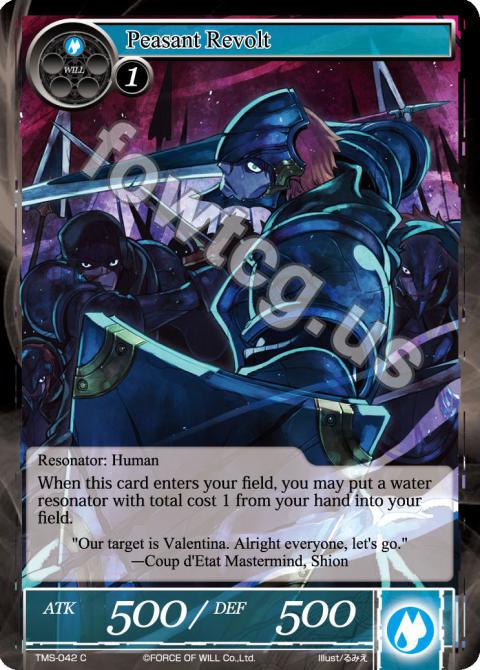 Peasant Revolt
WILL
1
fowtcg.us
Resonator: Human
When this card enters your field, you may put a water
resonator with total cost 1 from your hand into your
field.
"Our target is Valentina. Alright everyone, let's go."
—Coup d'Etat Mastermind, Shion
ATK 500 / DEF 500
TMS-042 C ©FORCE OF WILL Co.,Ltd. Illust/るみえ